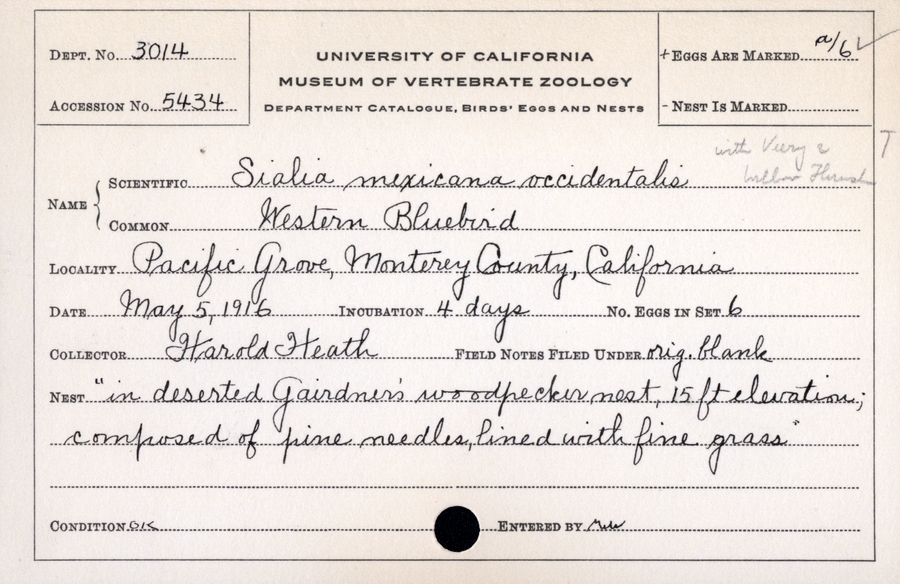 DEPT. No. 3014
ACCESSION No. 5434
UNIVERSITY OF CALIFORNIA
MUSEUM OF VERTEBRATE ZOOLOGY
DEPARTMENT CATALOGUE, BIRDS' EGGS AND NESTS
+ EGGS ARE MARKED a/6 ✓
- NEST IS MARKED
with Veery &
Willow Thrush
T
NAME { SCIENTIFIC Sialia mexicana occidentalis
COMMON Western Bluebird
LOCALITY Pacific Grove, Monterey County, California
DATE May 5, 1916 INCUBATION 4 days No. EGGS IN SET 6
COLLECTOR Harold Heath FIELD NOTES FILED UNDER orig. blank
NEST "in deserted Gairdner's woodpecker nest, 15 ft elevation;
composed of pine needles, lined with fine grass"
CONDITION OK ENTERED BY